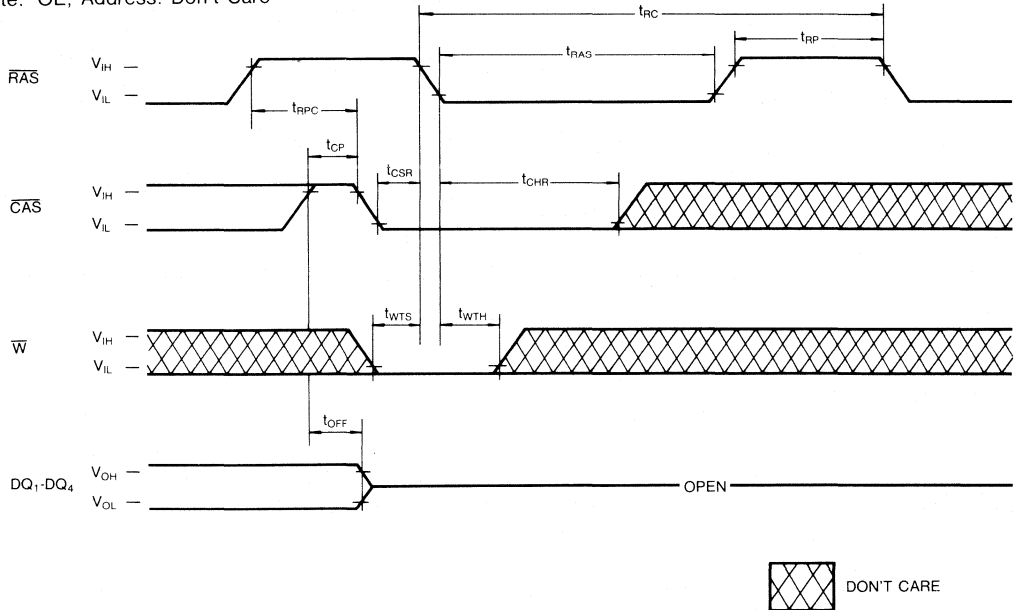 te: OE, Address: Don't Care
tRC
tRAS
tRP
RAS
VIH
VIL
tRPC
tCP
tCSR
tCHR
CAS
VIH
VIL
tWTS
tWTH
W
VIH
VIL
tOFF
DQ1-DQ4
VOH
VOL
OPEN
DON'T CARE